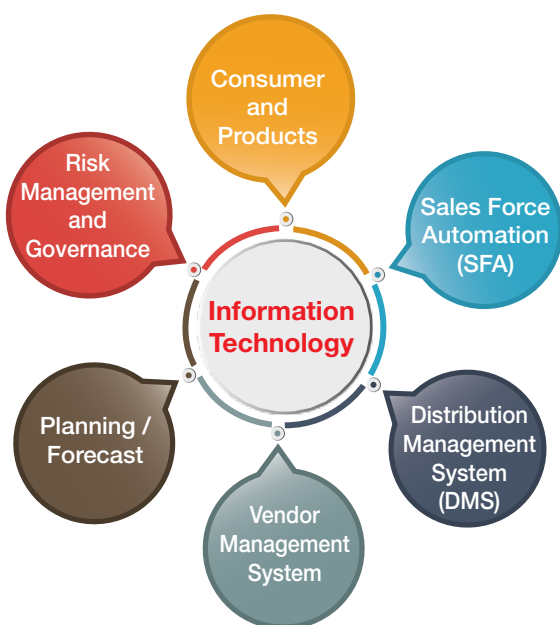 Consumer
and
Products
Risk
Management
and
Governance
Sales Force
Automation
(SFA)
Information
Technology
Planning /
Forecast
Distribution
Management
System
(DMS)
Vendor
Management
System